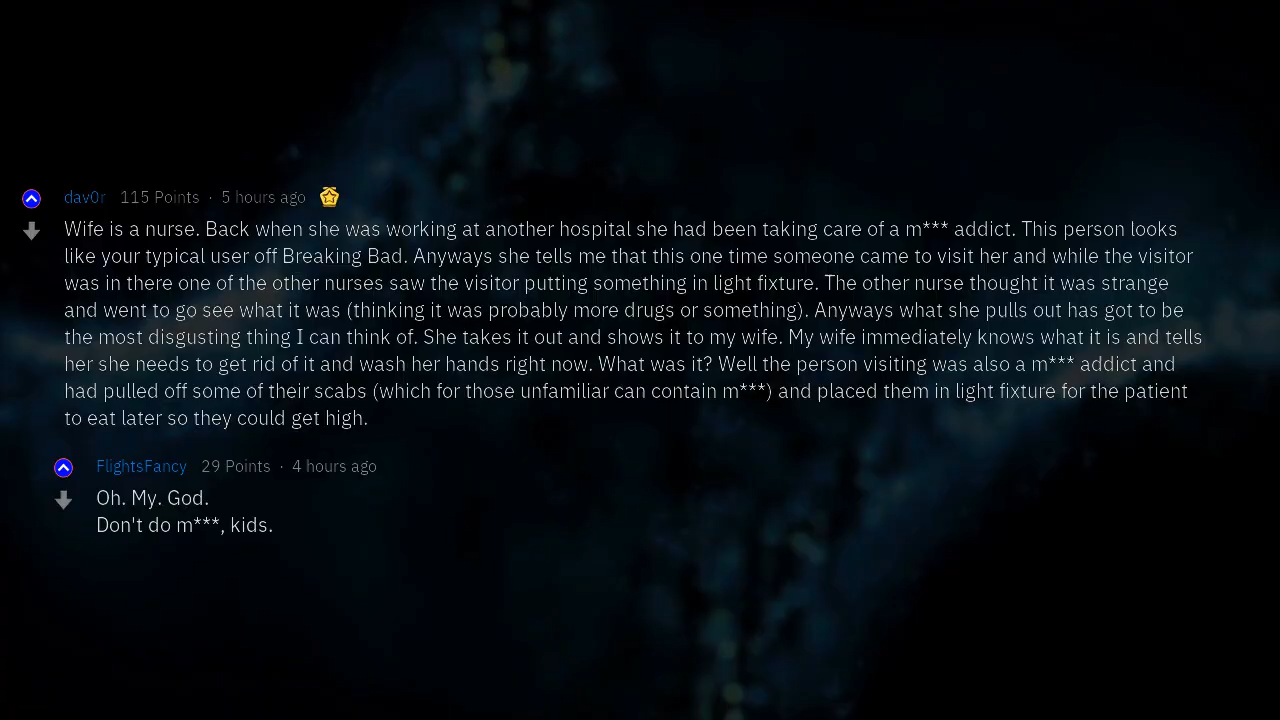 dav0r 115 Points · 5 hours ago
Wife is a nurse. Back when she was working at another hospital she had been taking care of a m*** addict. This person looks
like your typical user off Breaking Bad. Anyways she tells me that this one time someone came to visit her and while the visitor
was in there one of the other nurses saw the visitor putting something in light fixture. The other nurse thought it was strange
and went to go see what it was (thinking it was probably more drugs or something). Anyways what she pulls out has got to be
the most disgusting thing I can think of. She takes it out and shows it to my wife. My wife immediately knows what it is and tells
her she needs to get rid of it and wash her hands right now. What was it? Well the person visiting was also a m*** addict and
had pulled off some of their scabs (which for those unfamiliar can contain m***) and placed them in light fixture for the patient
to eat later so they could get high.
FlightsFancy 29 Points · 4 hours ago
Oh. My. God.
Don't do m***, kids.